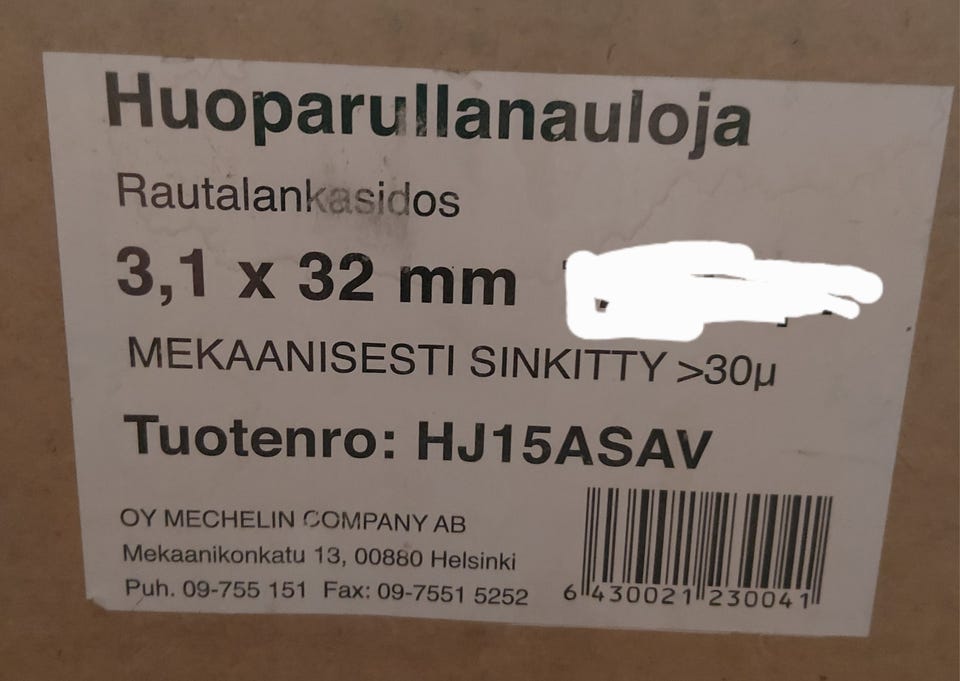 Huoparullanauloja
Rautalankasidos
3,1 x 32 mm
MEKAANISESTI SINKITTY >30µ
Tuotenro: HJ15ASAV
OY MECHELIN COMPANY AB
Mekaanikonkatu 13, 00880 Helsinki
Puh. 09-755 151 Fax: 09-7551 5252
6 430021 230041